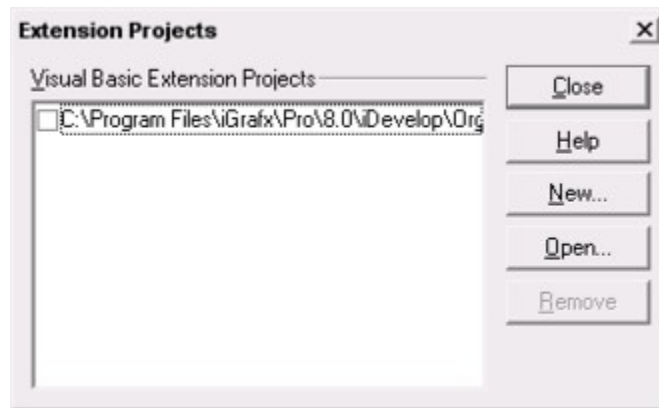 Extension Projects
Visual Basic Extension Projects
C:\Program Files\iGrafx\Pro\8.0\iDevelop\Org
Close
Help
New...
Open...
Remove